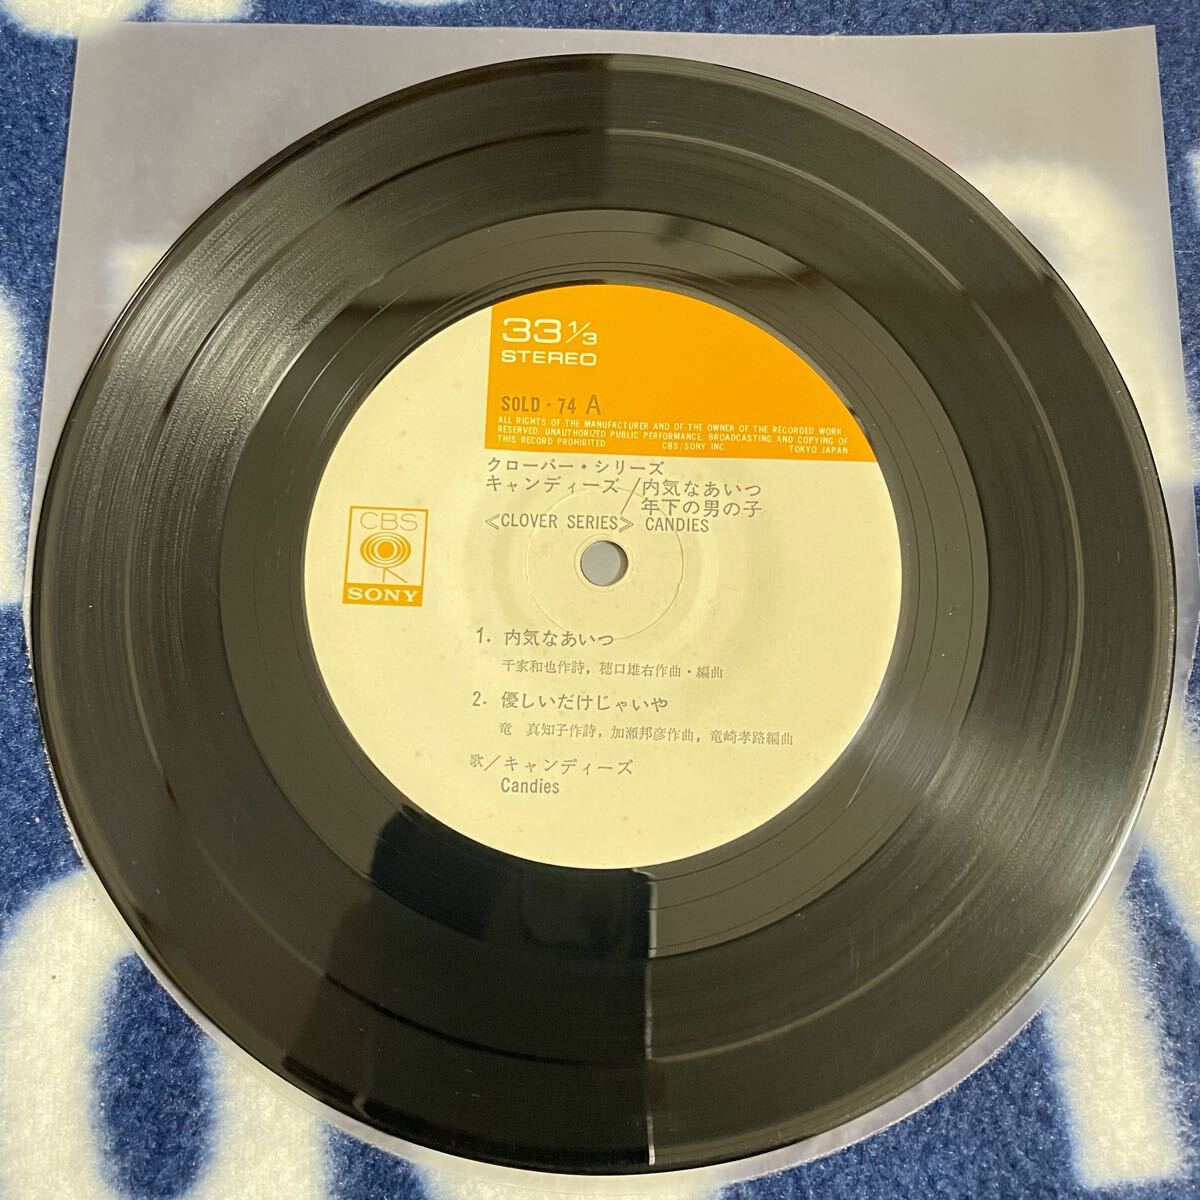 33 1/3
STEREO
SOLD・74 A
ALL RIGHTS OF THE MANUFACTURER AND OF THE OWNER OF THE RECORDED WORK
RESERVED. UNAUTHORIZED PUBLIC PERFORMANCE, BROADCASTING AND COPYING OF
THIS RECORD PROHIBITED CBS/SONY INC. TOKYO JAPAN
クローバー・シリーズ
キャンディーズ/内気なあいつ
年下の男の子
《CLOVER SERIES》 CANDIES
CBS
SONY
1. 内気なあいつ
千家和也作詩, 穂口雄右作曲・編曲
2. 優しいだけじゃいや
竜 真知子作詩, 加瀬邦彦作曲, 竜崎孝路編曲
歌/キャンディーズ
Candies